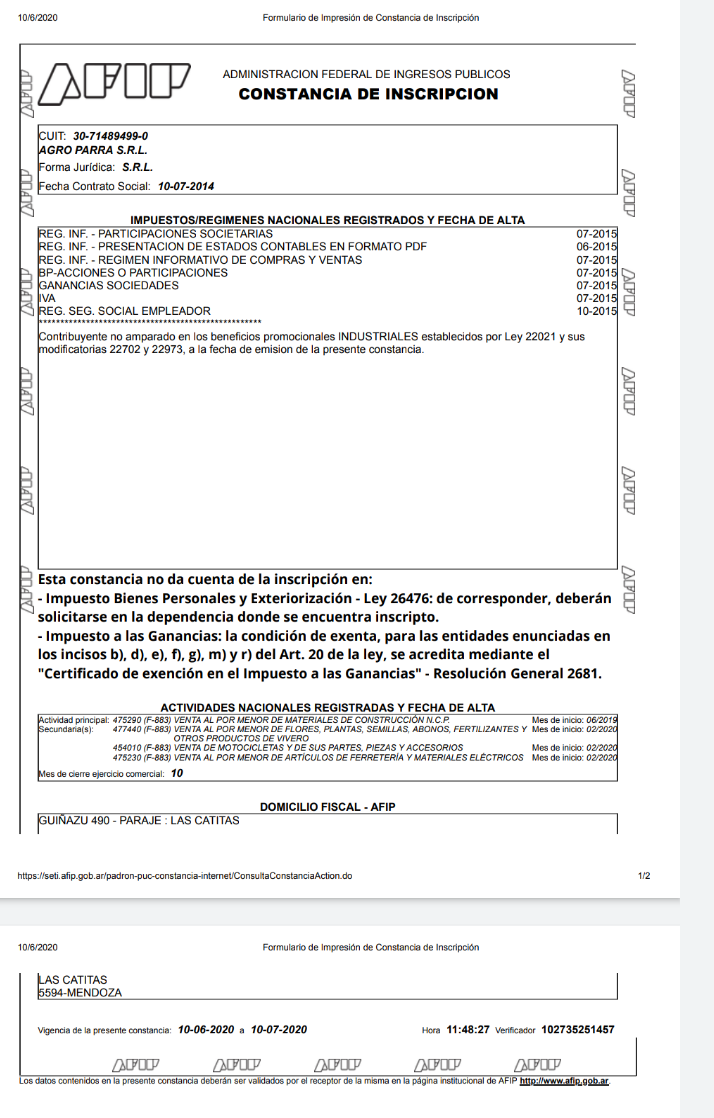 10/6/2020 Formulario de Impresión de Constancia de Inscripción
AFIP
ADMINISTRACION FEDERAL DE INGRESOS PUBLICOS
CONSTANCIA DE INSCRIPCION
CUIT: 30-71489499-0
AGRO PARRA S.R.L.
Forma Jurídica: S.R.L.
Fecha Contrato Social: 10-07-2014
IMPUESTOS/REGIMENES NACIONALES REGISTRADOS Y FECHA DE ALTA
REG. INF. - PARTICIPACIONES SOCIETARIAS 07-2015
REG. INF. - PRESENTACION DE ESTADOS CONTABLES EN FORMATO PDF 06-2015
REG. INF. - REGIMEN INFORMATIVO DE COMPRAS Y VENTAS 07-2015
BP-ACCIONES O PARTICIPACIONES 07-2015
GANANCIAS SOCIEDADES 07-2015
IVA 07-2015
REG. SEG. SOCIAL EMPLEADOR 10-2015
****************************************************
Contribuyente no amparado en los beneficios promocionales INDUSTRIALES establecidos por Ley 22021 y sus
modificatorias 22702 y 22973, a la fecha de emision de la presente constancia.
Esta constancia no da cuenta de la inscripción en:
- Impuesto Bienes Personales y Exteriorización - Ley 26476: de corresponder, deberán
solicitarse en la dependencia donde se encuentra inscripto.
- Impuesto a las Ganancias: la condición de exenta, para las entidades enunciadas en
los incisos b), d), e), f), g), m) y r) del Art. 20 de la ley, se acredita mediante el
"Certificado de exención en el Impuesto a las Ganancias" - Resolución General 2681.
ACTIVIDADES NACIONALES REGISTRADAS Y FECHA DE ALTA
Actividad principal: 475290 (F-883) VENTA AL POR MENOR DE MATERIALES DE CONSTRUCCIÓN N.C.P. Mes de inicio: 06/2019
Secundaria(s): 477440 (F-883) VENTA AL POR MENOR DE FLORES, PLANTAS, SEMILLAS, ABONOS, FERTILIZANTES Y Mes de inicio: 02/2020
OTROS PRODUCTOS DE VIVERO
454010 (F-883) VENTA DE MOTOCICLETAS Y DE SUS PARTES, PIEZAS Y ACCESORIOS Mes de inicio: 02/2020
475230 (F-883) VENTA AL POR MENOR DE ARTÍCULOS DE FERRETERÍA Y MATERIALES ELÉCTRICOS Mes de inicio: 02/2020
Mes de cierre ejercicio comercial: 10
DOMICILIO FISCAL - AFIP
GUIÑAZU 490 - PARAJE : LAS CATITAS
https://seti.afip.gob.ar/padron-puc-constancia-internet/ConsultaConstanciaAction.do 1/2
10/6/2020 Formulario de Impresión de Constancia de Inscripción
LAS CATITAS
5594-MENDOZA
Vigencia de la presente constancia: 10-06-2020 a 10-07-2020 Hora 11:48:27 Verificador 102735251457
AFIP AFIP AFIP AFIP AFIP
Los datos contenidos en la presente constancia deberán ser validados por el receptor de la misma en la página institucional de AFIP http://www.afip.gob.ar.